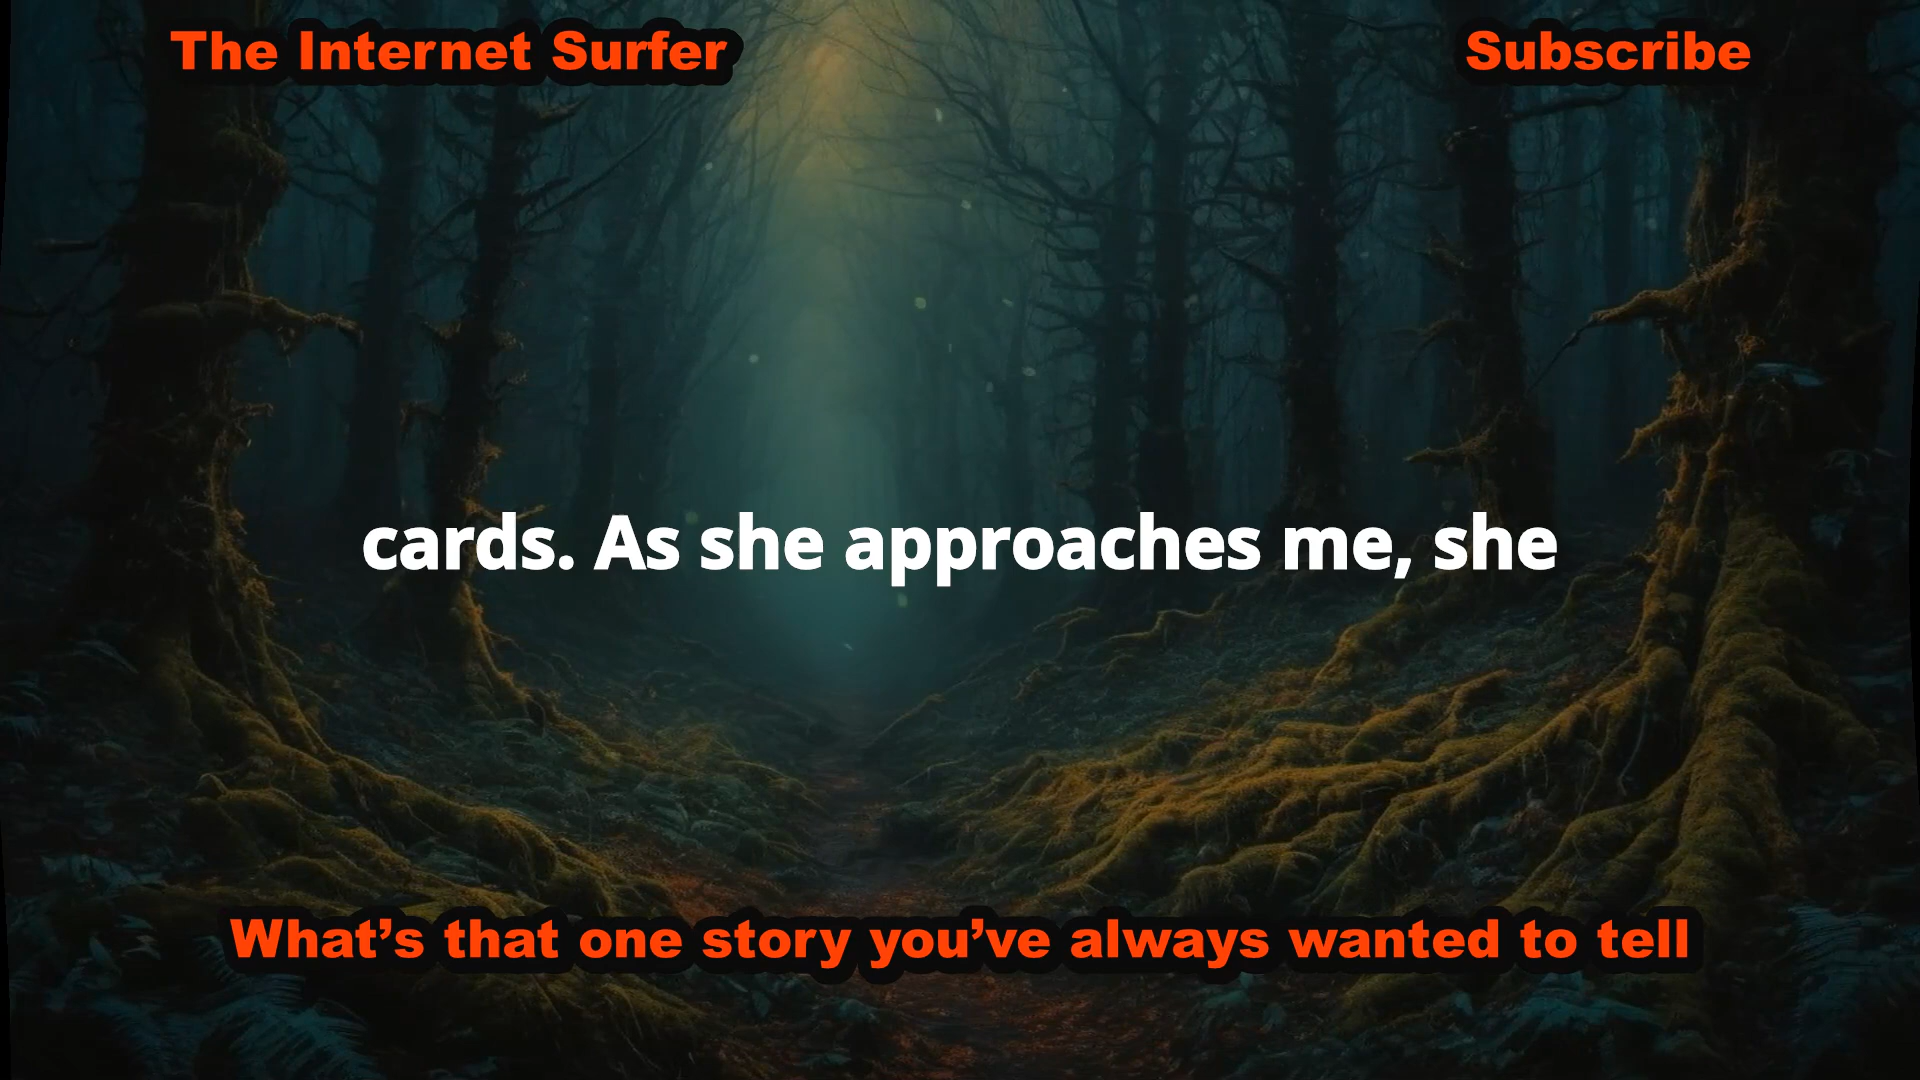 The Internet Surfer
Subscribe
cards. As she approaches me, she
What’s that one story you’ve always wanted to tell